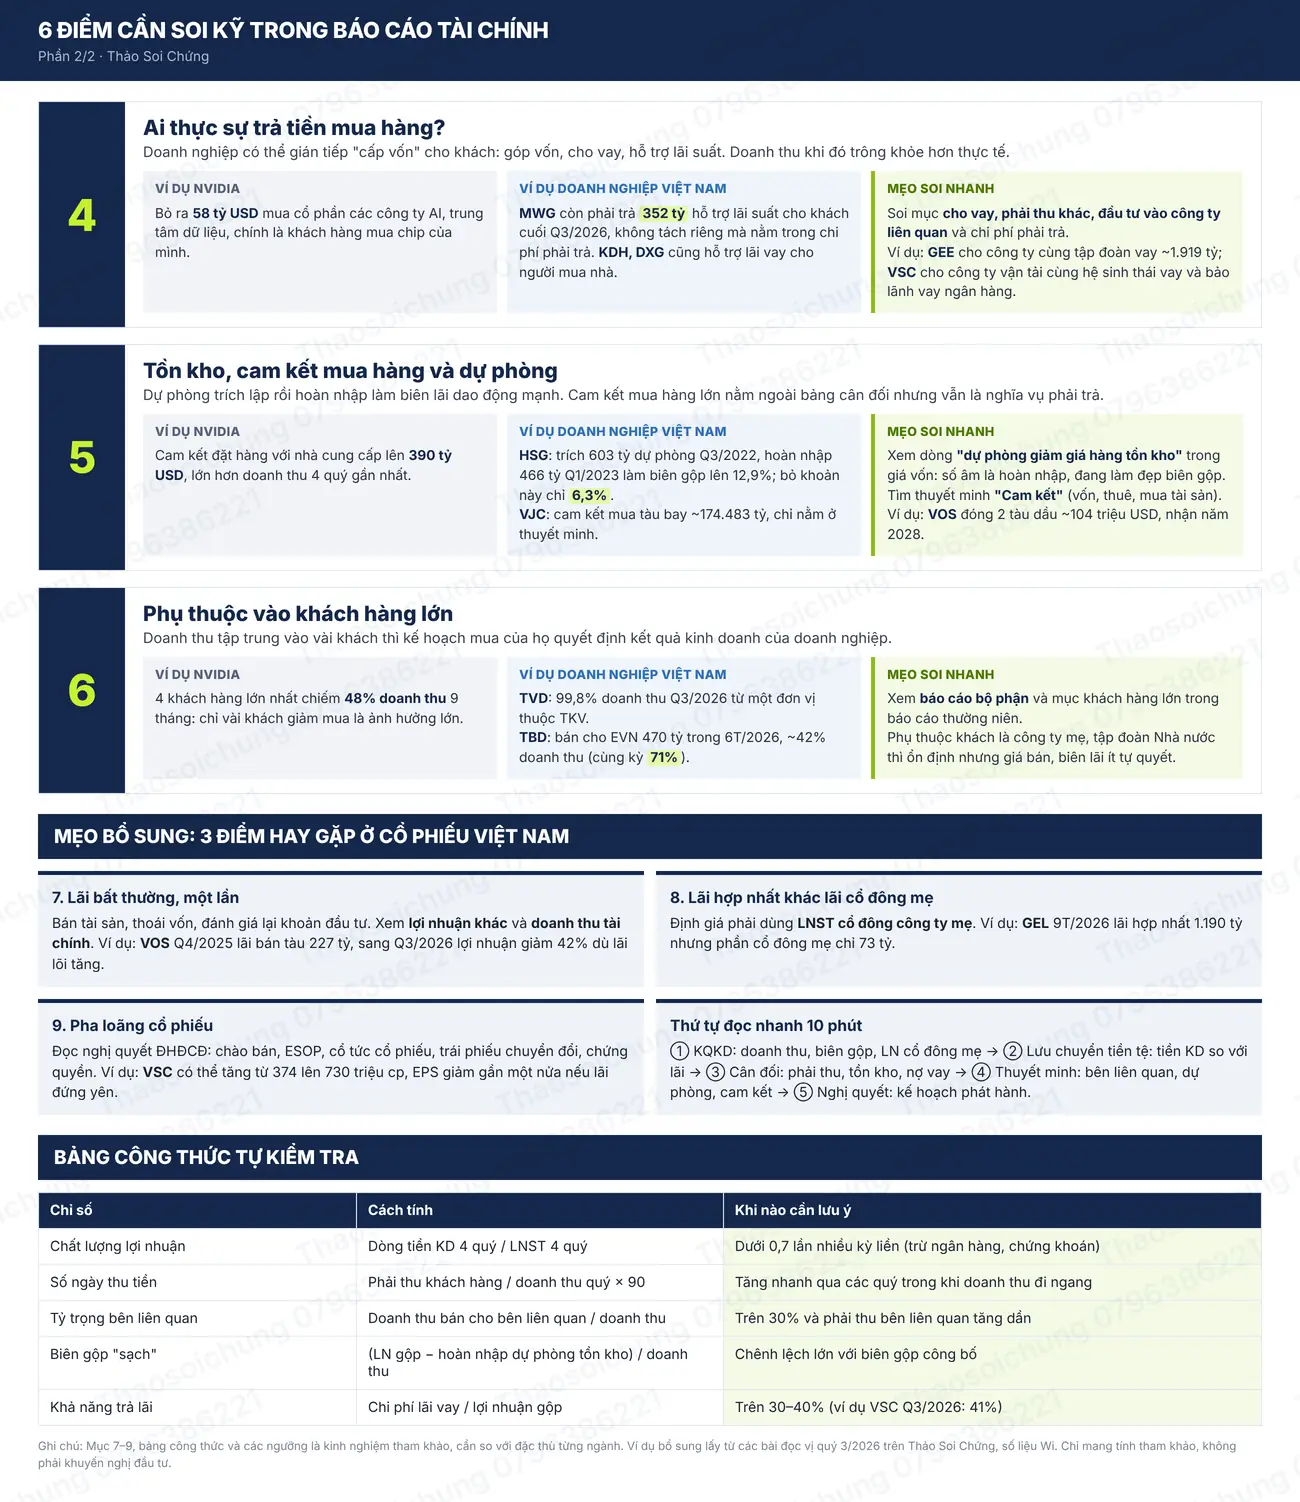 6 ĐIỂM CẦN SOI KỸ TRONG BÁO CÁO TÀI CHÍNH
Phần 2/2 · Thảo Soi Chứng
4
Ai thực sự trả tiền mua hàng?
Doanh nghiệp có thể gián tiếp "cấp vốn" cho khách: góp vốn, cho vay, hỗ trợ lãi suất. Doanh thu khi đó trông khỏe hơn thực tế.
VÍ DỤ NVIDIA
Bỏ ra 58 tỷ USD mua cổ phần các công ty AI, trung
tâm dữ liệu, chính là khách hàng mua chip của
mình.
VÍ DỤ DOANH NGHIỆP VIỆT NAM
MWG còn phải trả 352 tỷ hỗ trợ lãi suất cho khách
cuối Q3/2026, không tách riêng mà nằm trong chi
phí phải trả. KDH, DXG cũng hỗ trợ lãi vay cho
người mua nhà.
MẸO SOI NHANH
Soi mục cho vay, phải thu khác, đầu tư vào công ty
liên quan và chi phí phải trả.
Ví dụ: GEE cho công ty cùng tập đoàn vay ~1.919 tỷ;
VSC cho công ty vận tải cùng hệ sinh thái vay và bảo
lãnh vay ngân hàng.
5
Tồn kho, cam kết mua hàng và dự phòng
Dự phòng trích lập rồi hoàn nhập làm biên lãi dao động mạnh. Cam kết mua hàng lớn nằm ngoài bảng cân đối nhưng vẫn là nghĩa vụ phải trả.
VÍ DỤ NVIDIA
Cam kết đặt hàng với nhà cung cấp lên 390 tỷ
USD, lớn hơn doanh thu 4 quý gần nhất.
VÍ DỤ DOANH NGHIỆP VIỆT NAM
HSG: trích 603 tỷ dự phòng Q3/2022, hoàn nhập
466 tỷ Q1/2023 làm biên gộp lên 12,9%; bỏ khoản
này chỉ 6,3%.
VJC: cam kết mua tàu bay ~174.483 tỷ, chỉ nằm ở
thuyết minh.
MẸO SOI NHANH
Xem dòng "dự phòng giảm giá hàng tồn kho" trong
giá vốn: số âm là hoàn nhập, đang làm đẹp biên gộp.
Tìm thuyết minh "Cam kết" (vốn, thuê, mua tài sản).
Ví dụ: VOS đóng 2 tàu dầu ~104 triệu USD, nhận năm
2028.
6
Phụ thuộc vào khách hàng lớn
Doanh thu tập trung vào vài khách thì kế hoạch mua của họ quyết định kết quả kinh doanh của doanh nghiệp.
VÍ DỤ NVIDIA
4 khách hàng lớn nhất chiếm 48% doanh thu 9
tháng: chỉ vài khách giảm mua là ảnh hưởng lớn.
VÍ DỤ DOANH NGHIỆP VIỆT NAM
TVD: 99,8% doanh thu Q3/2026 từ một đơn vị
thuộc TKV.
TBD: bán cho EVN 470 tỷ trong 6T/2026, ~42%
doanh thu (cùng kỳ 71%).
MẸO SOI NHANH
Xem báo cáo bộ phận và mục khách hàng lớn trong
báo cáo thường niên.
Phụ thuộc khách là công ty mẹ, tập đoàn Nhà nước
thì ổn định nhưng giá bán, biên lãi ít tự quyết.
MẸO BỔ SUNG: 3 ĐIỂM HAY GẶP Ở CỔ PHIẾU VIỆT NAM
7. Lãi bất thường, một lần
Bán tài sản, thoái vốn, đánh giá lại khoản đầu tư. Xem lợi nhuận khác và doanh thu tài
chính. Ví dụ: VOS Q4/2025 lãi bán tàu 227 tỷ, sang Q3/2026 lợi nhuận giảm 42% dù lãi
lõi tăng.
8. Lãi hợp nhất khác lãi cổ đông mẹ
Định giá phải dùng LNST cổ đông công ty mẹ. Ví dụ: GEL 9T/2026 lãi hợp nhất 1.190 tỷ
nhưng phần cổ đông mẹ chỉ 73 tỷ.
9. Pha loãng cổ phiếu
Đọc nghị quyết ĐHĐCĐ: chào bán, ESOP, cổ tức cổ phiếu, trái phiếu chuyển đổi, chứng
quyền. Ví dụ: VSC có thể tăng từ 374 lên 730 triệu cp, EPS giảm gần một nửa nếu lãi
đứng yên.
Thứ tự đọc nhanh 10 phút
① KQKD: doanh thu, biên gộp, LN cổ đông mẹ → ② Lưu chuyển tiền tệ: tiền KD so với
lãi → ③ Cân đối: phải thu, tồn kho, nợ vay → ④ Thuyết minh: bên liên quan, dự
phòng, cam kết → ⑤ Nghị quyết: kế hoạch phát hành.
BẢNG CÔNG THỨC TỰ KIỂM TRA
Chỉ số
Cách tính
Khi nào cần lưu ý
Chất lượng lợi nhuận
Dòng tiền KD 4 quý / LNST 4 quý
Dưới 0,7 lần nhiều kỳ liền (trừ ngân hàng, chứng khoán)
Số ngày thu tiền
Phải thu khách hàng / doanh thu quý × 90
Tăng nhanh qua các quý trong khi doanh thu đi ngang
Tỷ trọng bên liên quan
Doanh thu bán cho bên liên quan / doanh thu
Trên 30% và phải thu bên liên quan tăng dần
Biên gộp "sạch"
(LN gộp − hoàn nhập dự phòng tồn kho) / doanh
thu
Chênh lệch lớn với biên gộp công bố
Khả năng trả lãi
Chi phí lãi vay / lợi nhuận gộp
Trên 30–40% (ví dụ VSC Q3/2026: 41%)
Ghi chú: Mục 7–9, bảng công thức và các ngưỡng là kinh nghiệm tham khảo, cần so với đặc thù từng ngành. Ví dụ bổ sung lấy từ các bài đọc vị quý 3/2026 trên Thảo Soi Chứng, số liệu Wi. Chỉ mang tính tham khảo, không
phải khuyến nghị đầu tư.
Thaosoichung 0796386221